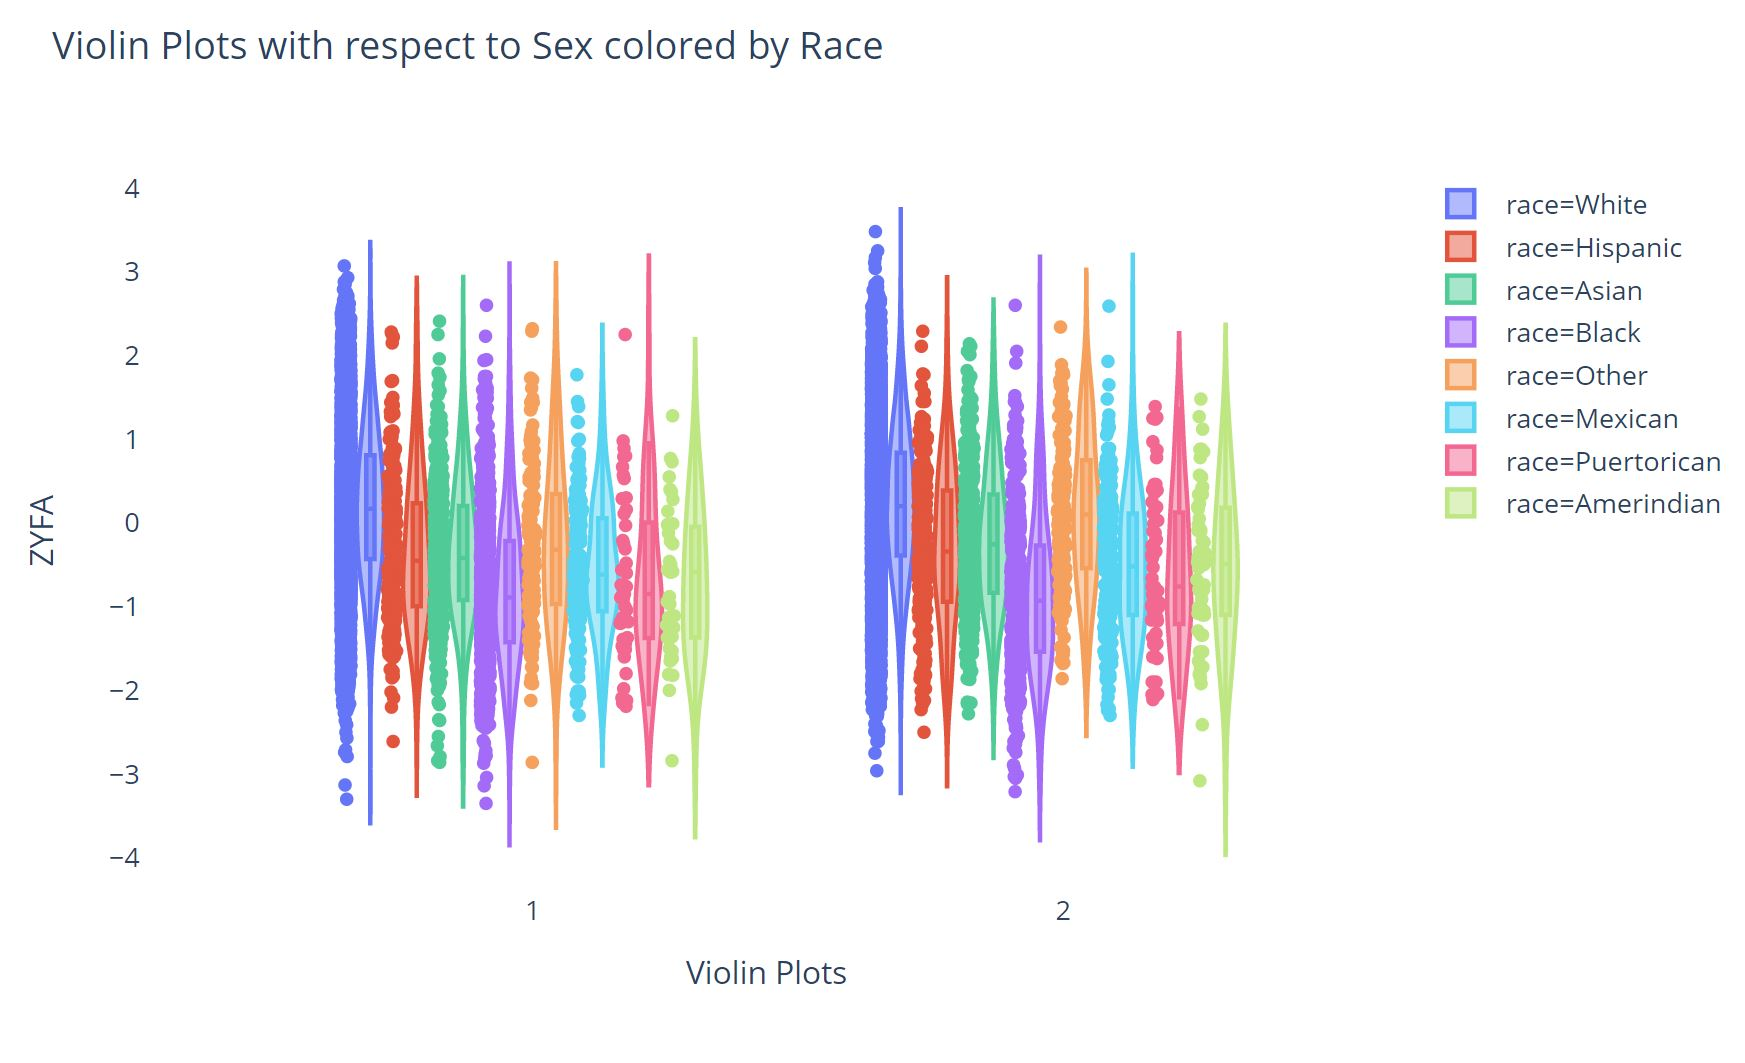 Violin Plots with respect to Sex colored by Race
4
3
2
1
0
−1
−2
−3
−4
ZYFA
1
2
Violin Plots
race=White
race=Hispanic
race=Asian
race=Black
race=Other
race=Mexican
race=Puertorican
race=Amerindian